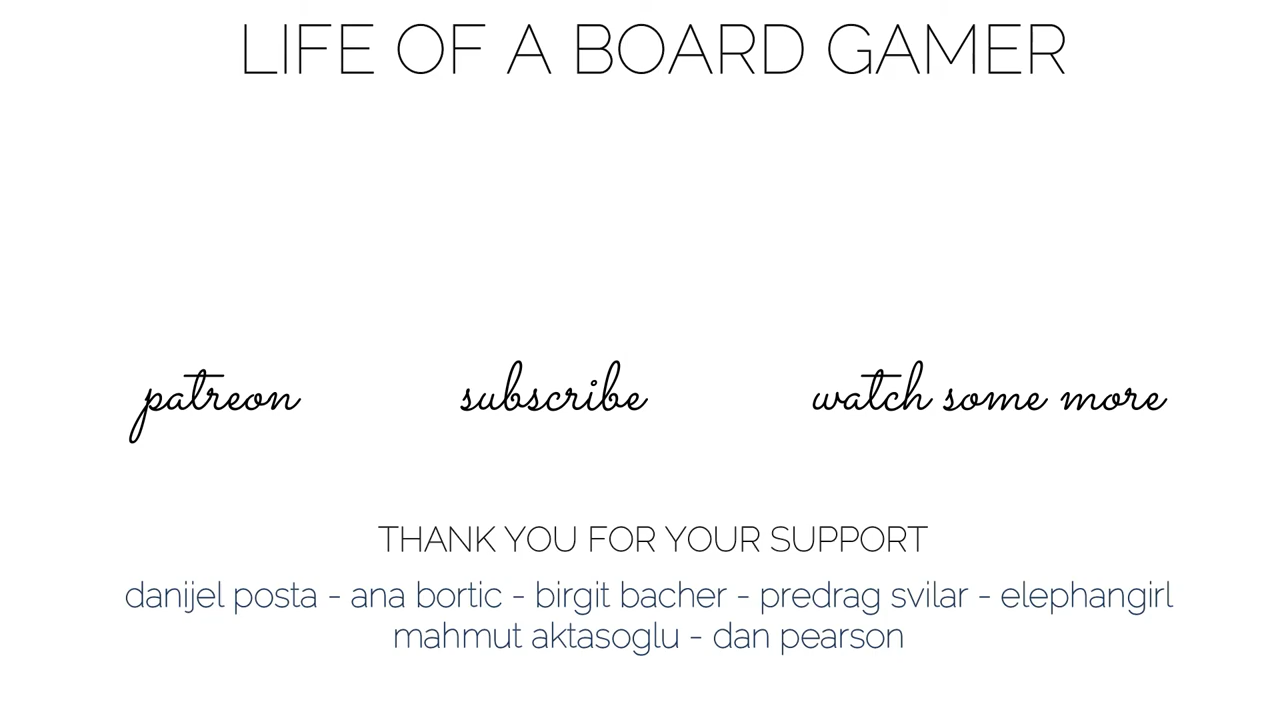 LIFE OF A BOARD GAMER
patreon subscribe watch some more
THANK YOU FOR YOUR SUPPORT
danijel posta - ana bortic - birgit bacher - predrag svilar - elephangirl
mahmut aktasoglu - dan pearson